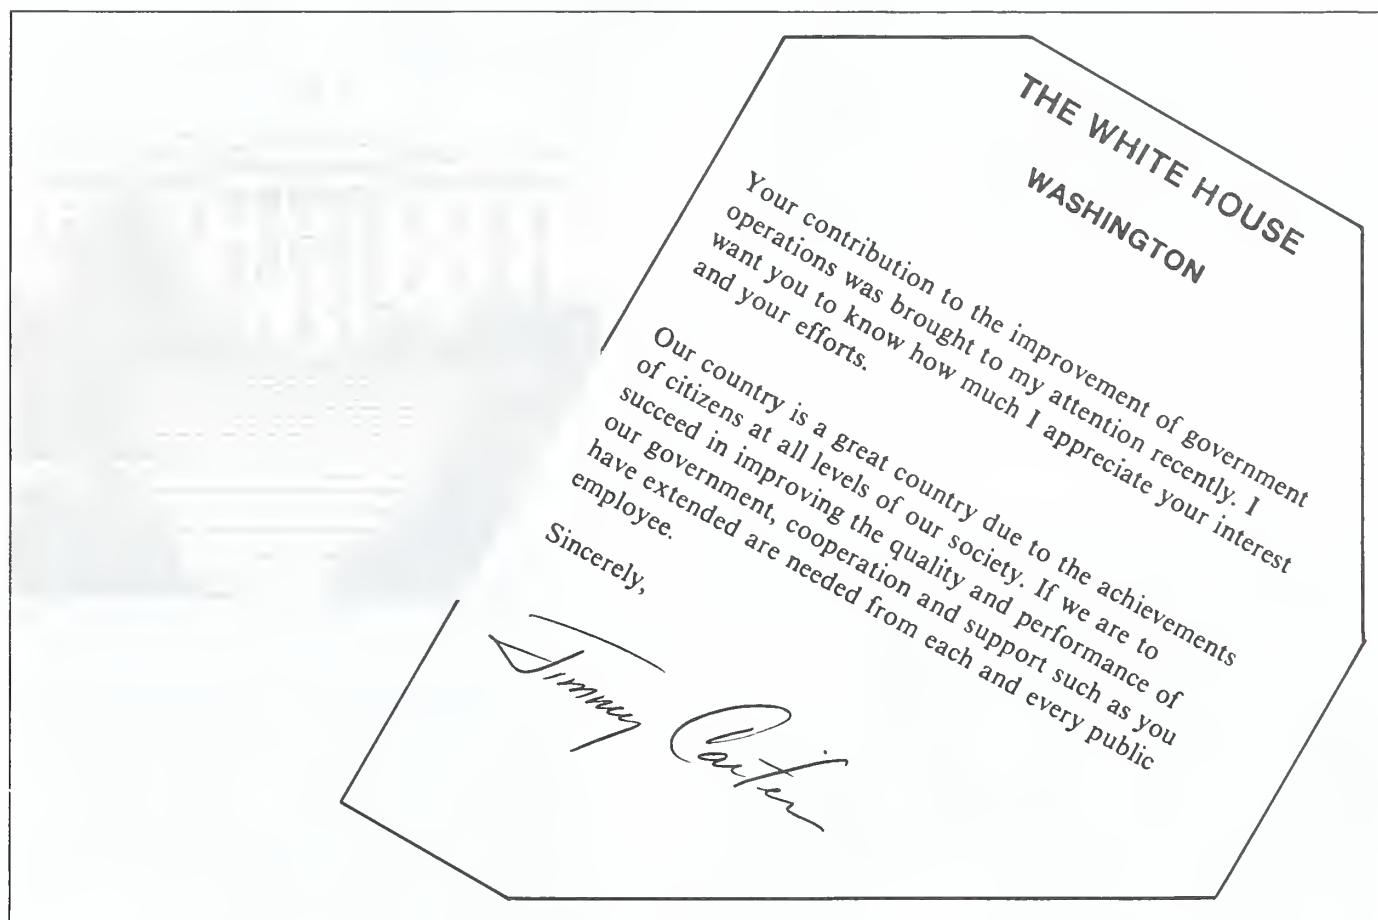 THE WHITE HOUSE
WASHINGTON
Your contribution to the improvement of government
operations was brought to my attention recently. I
want you to know how much I appreciate your interest
and your efforts.
Our country is a great country due to the achievements
of citizens at all levels of our society. If we are to
succeed in improving the quality and performance of
our government, cooperation and support such as you
have extended are needed from each and every public
employee.
Sincerely,
Jimmy Carter